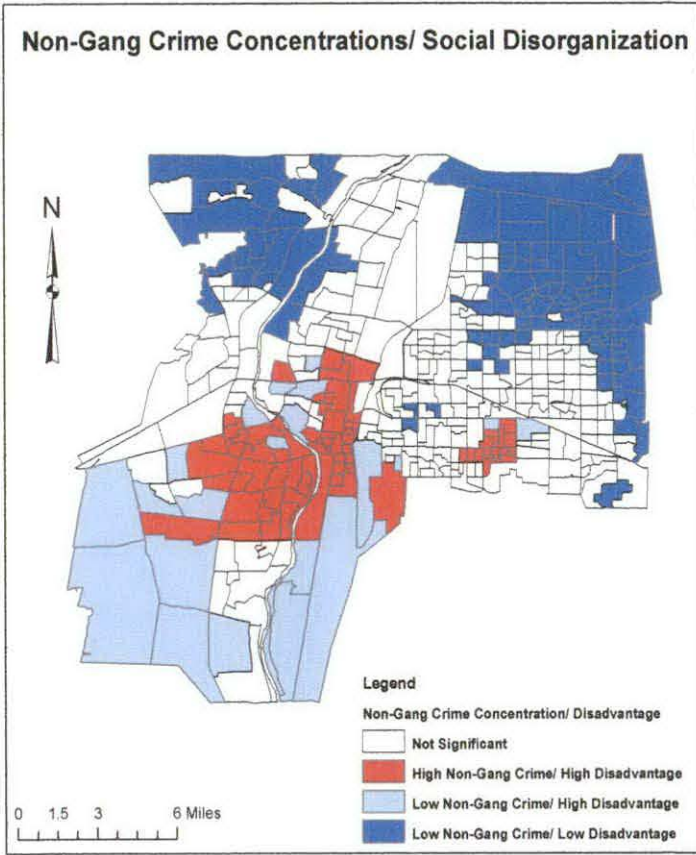 Non-Gang Crime Concentrations/ Social Disorganization
N
Legend
Non-Gang Crime Concentration/ Disadvantage
Not Significant
High Non-Gang Crime/ High Disadvantage
Low Non-Gang Crime/ High Disadvantage
Low Non-Gang Crime/ Low Disadvantage
0 1.5 3 6 Miles